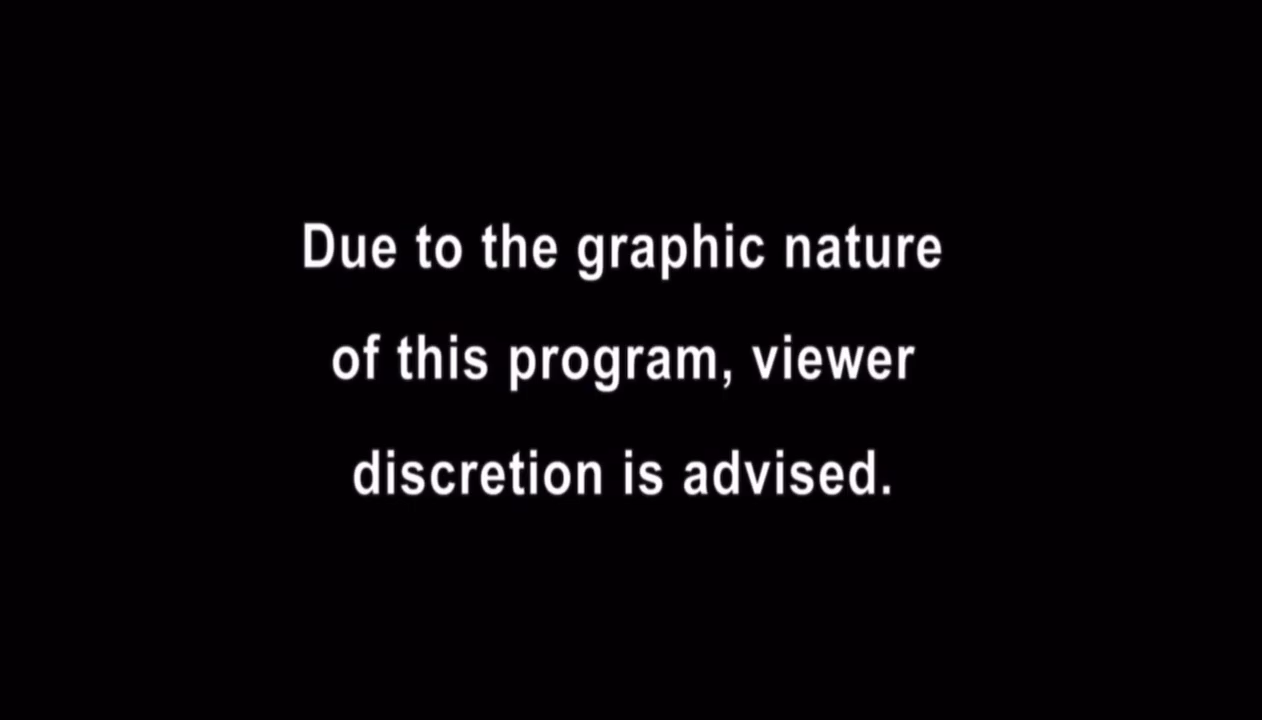 Due to the graphic nature
of this program, viewer
discretion is advised.